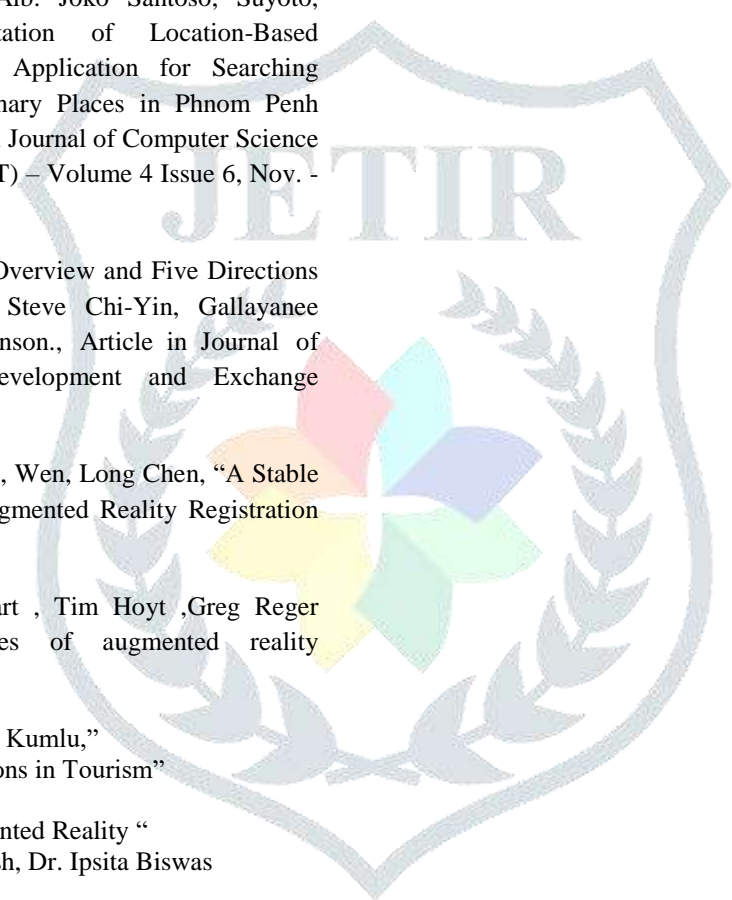 Alb. Joko Santoso, Suyoto,
tation of Location-Based
Application for Searching
nary Places in Phnom Penh
Journal of Computer Science
T) – Volume 4 Issue 6, Nov. -
Overview and Five Directions
Steve Chi-Yin, Gallayanee
nson., Article in Journal of
evelopment and Exchange
, Wen, Long Chen, “A Stable
gmented Reality Registration
art , Tim Hoyt ,Greg Reger
es of augmented reality
Kumlu,”
ons in Tourism”
nted Reality “
sh, Dr. Ipsita Biswas
JETIR